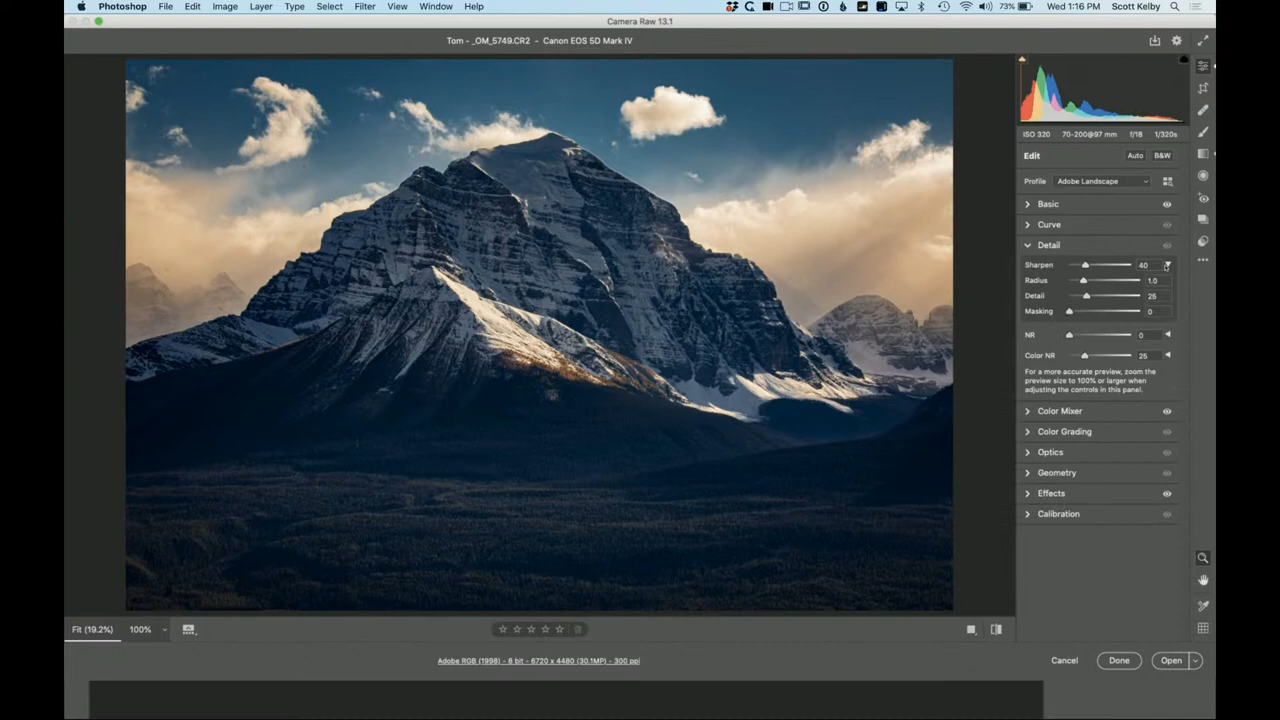 Photoshop File Edit Image Layer Type Select Filter View Window Help 73% Wed 1:16 PM Scott Kelby
Camera Raw 13.1
Tom - _OM_5749.CR2 - Canon EOS 5D Mark IV
ISO 320 70-200@97 mm f/18 1/320s
Edit Auto B&W
Profile Adobe Landscape
Basic
Curve
Detail
Sharpen 40
Radius 1.0
Detail 25
Masking 0
NR 0
Color NR 25
For a more accurate preview, zoom the
preview size to 100% or larger when
adjusting the controls in this panel.
Color Mixer
Color Grading
Optics
Geometry
Effects
Calibration
Fit (19.2%) 100%
Adobe RGB (1998) - 8 bit - 6720 x 4480 (30.1MP) - 300 ppi
Cancel Done Open